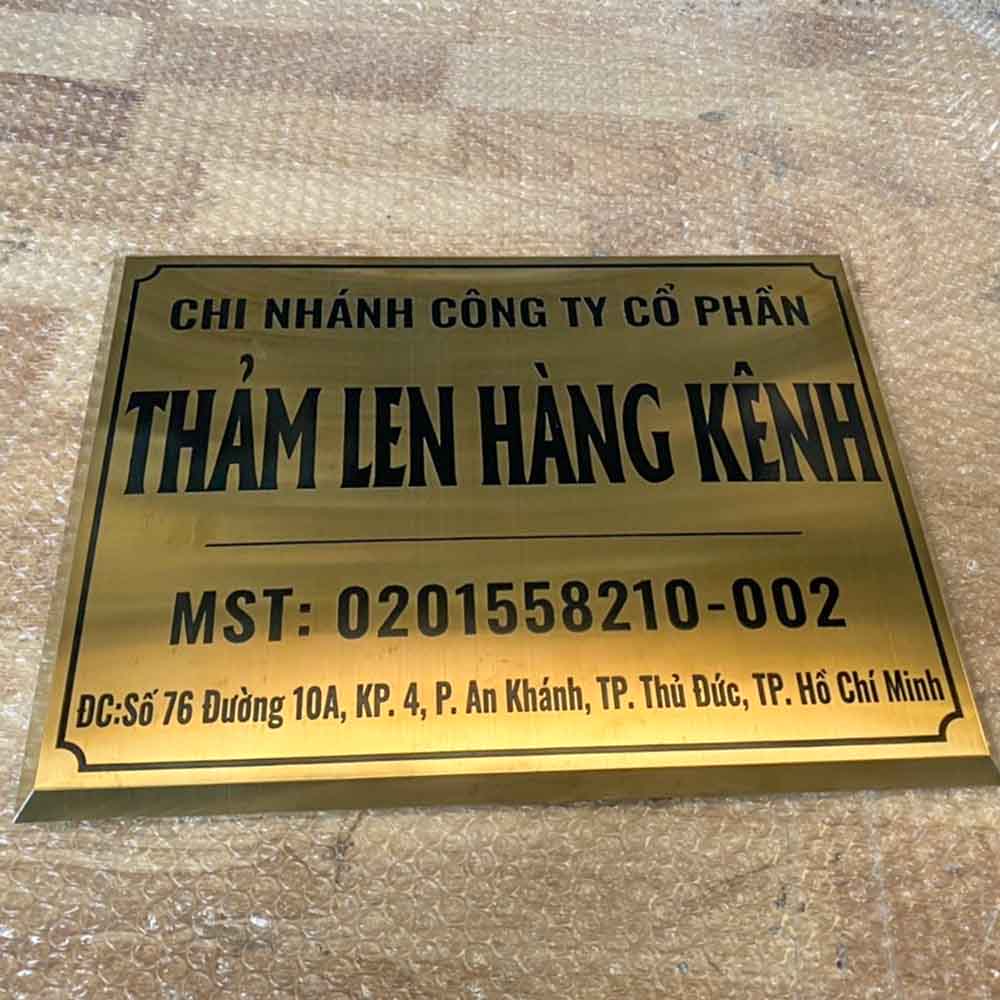 CHI NHÁNH CÔNG TY CỔ PHẦN
THẢM LEN HÀNG KÊNH
MST: 0201558210-002
ĐC:Số 76 Đường 10A, KP. 4, P. An Khánh, TP. Thủ Đức, TP. Hồ Chí Minh